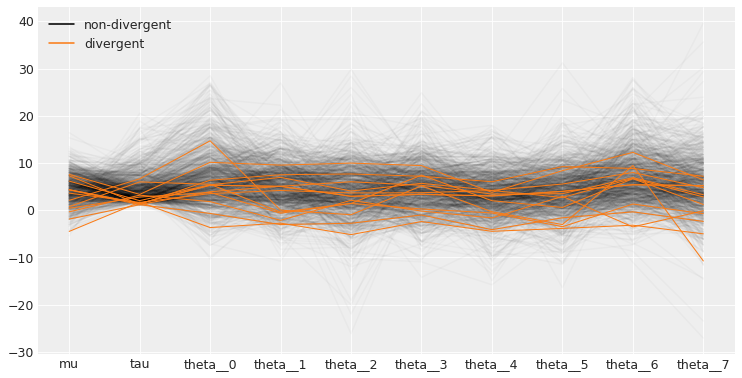 40
30
20
10
0
−10
−20
−30
non-divergent
divergent
mu tau theta__0 theta__1 theta__2 theta__3 theta__4 theta__5 theta__6 theta__7